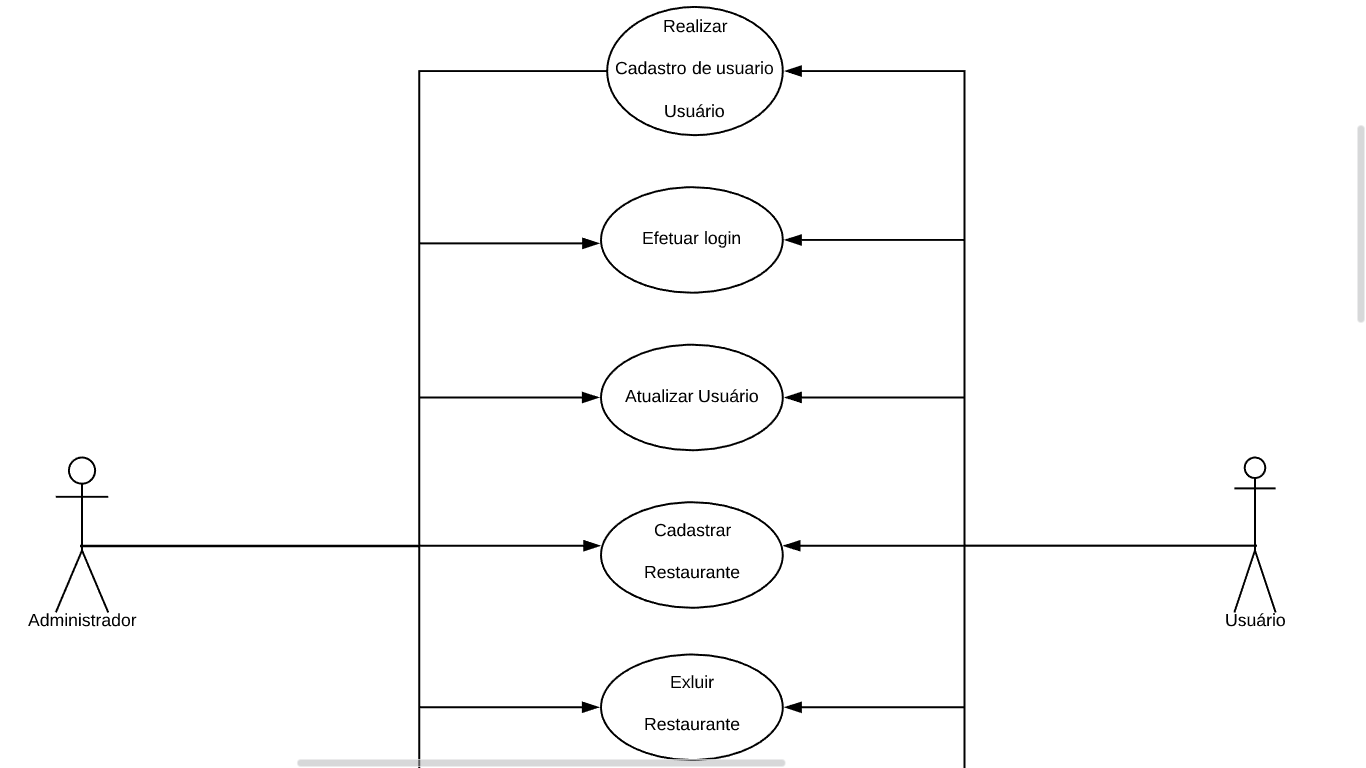 Realizar
Cadastro de usuario
Usuário
Efetuar login
Atualizar Usuário
Cadastrar
Restaurante
Administrador
Usuário
Exluir
Restaurante